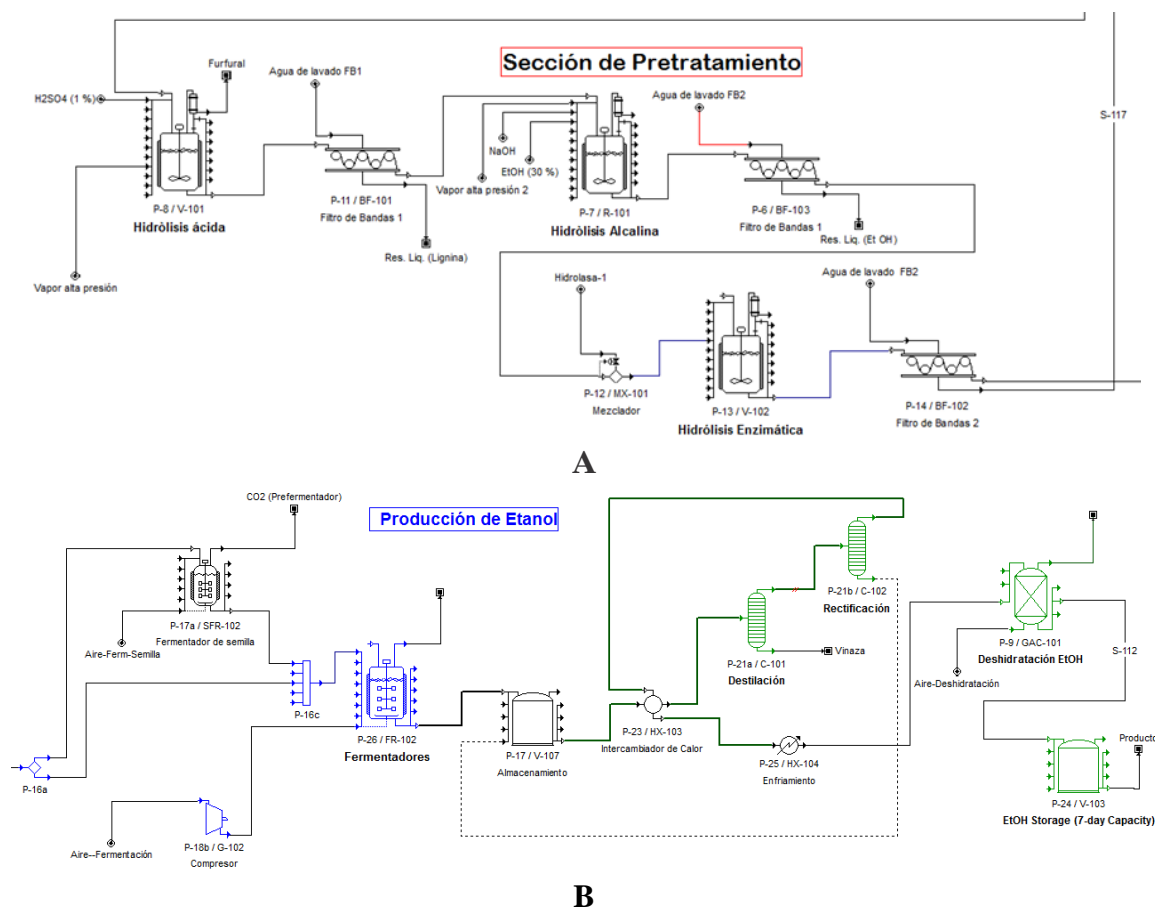 Sección de Pretratamiento
Furfural
Agua de lavado FB1
H2SO4 (1 %)
Agua de lavado FB2
S-117
NaOH
EtOH (30 %)
Vapor alta presión 2
P-8 / V-101
Hidròlisis ácida
P-11 / BF-101
Filtro de Bandas 1
P-7 / R-101
Hidròlisis Alcalina
P-6 / BF-103
Filtro de Bandas 1
Res. Liq. (Lignina)
Res. Liq. (Et OH)
Vapor alta presión
Hidrolasa-1
Agua de lavado FB2
P-12 / MX-101
Mezclador
P-13 / V-102
Hidrólisis Enzimática
P-14 / BF-102
Filtro de Bandas 2
A
CO2 (Prefermentador)
Producción de Etanol
P-17a / SFR-102
Fermentador de semilla
Aire-Ferm-Semilla
P-16c
P-26 / FR-102
Fermentadores
P-16a
Aire--Fermentación
P-18b / G-102
Compresor
P-17 / V-107
Almacenamiento
P-23 / HX-103
Intercambiador de Calor
P-21a / C-101
Destilación
Vinaza
P-21b / C-102
Rectificación
P-25 / HX-104
Enfriamiento
P-9 / GAC-101
Deshidratación EtOH
Aire-Deshidratación
S-112
Producto
P-24 / V-103
EtOH Storage (7-day Capacity)
B